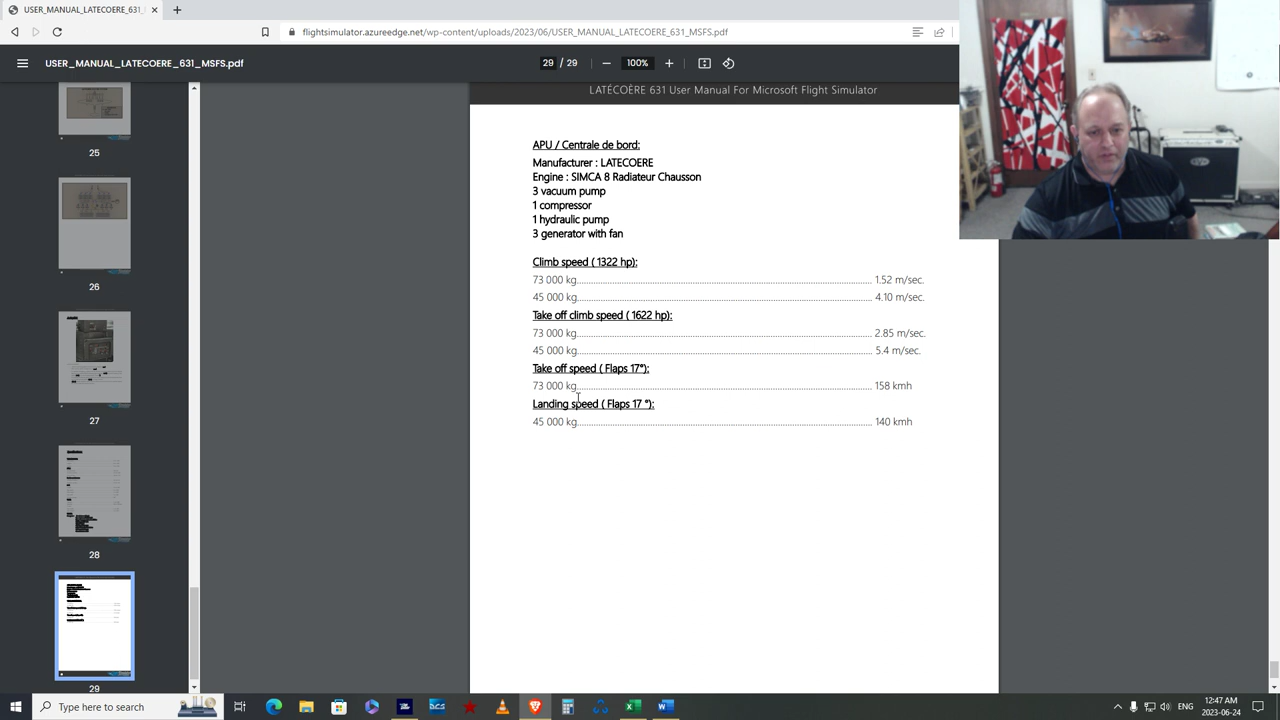 USER_MANUAL_LATECOERE_631_
flightsimulator.azureedge.net/wp-content/uploads/2023/06/USER_MANUAL_LATECOERE_631_MSFS.pdf
USER_MANUAL_LATECOERE_631_MSFS.pdf
29 / 29
100%
LATÉCOÈRE 631 User Manual For Microsoft Flight Simulator
25
26
27
28
29
APU / Centrale de bord:
Manufacturer : LATECOERE
Engine : SIMCA 8 Radiateur Chausson
3 vacuum pump
1 compressor
1 hydraulic pump
3 generator with fan
Climb speed ( 1322 hp):
73 000 kg.......... 1.52 m/sec.
45 000 kg.......... 4.10 m/sec.
Take off climb speed ( 1622 hp):
73 000 kg.......... 2.85 m/sec.
45 000 kg.......... 5.4 m/sec.
Take off speed ( Flaps 17°):
73 000 kg.......... 158 kmh
Landing speed ( Flaps 17 °):
45 000 kg.......... 140 kmh
Type here to search
DCS
ENG
12:47 AM
2023-06-24